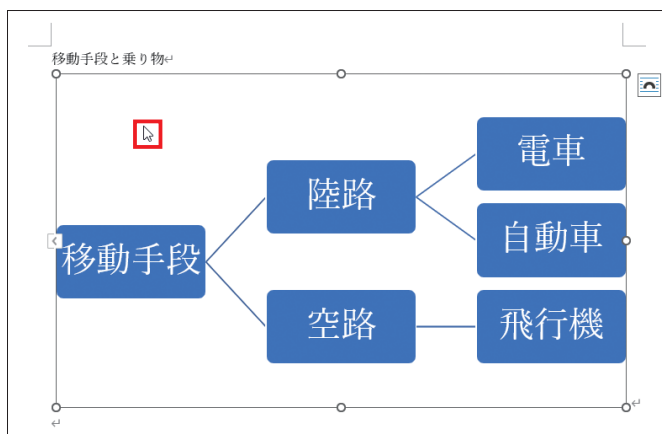 移動手段と乗り物
移動手段
陸路
電車
自動車
空路
飛行機